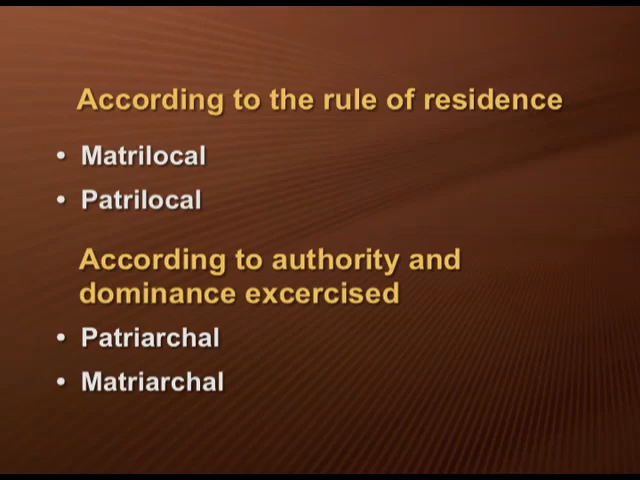 According to the rule of residence
• Matrilocal
• Patrilocal
According to authority and
dominance excercised
• Patriarchal
• Matriarchal